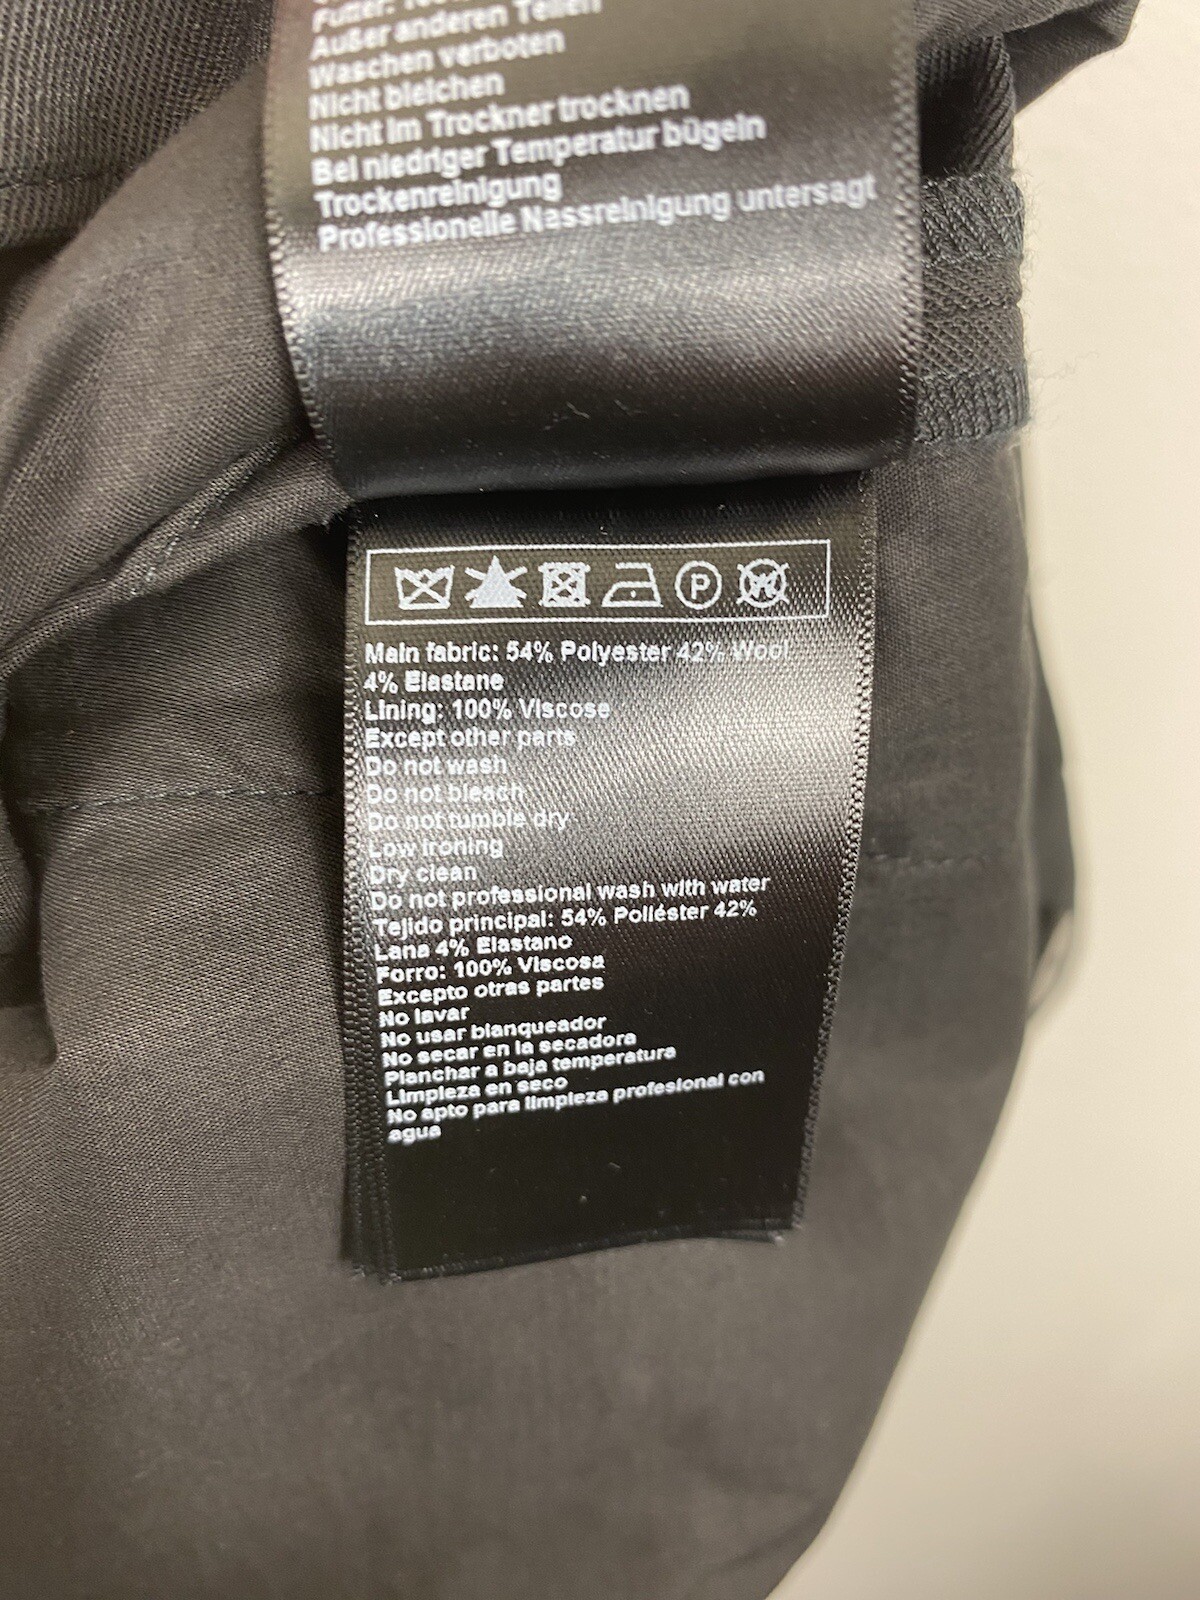 Futter: 100%
Außer anderen Teilen
Waschen verboten
Nicht bleichen
Nicht im Trockner trocknen
Bei niedriger Temperatur bügeln
Trockenreinigung
Professionelle Nassreinigung untersagt
P
W
Main fabric: 54% Polyester 42% Wool
4% Elastane
Lining: 100% Viscose
Except other parts
Do not wash
Do not bleach
Do not tumble dry
Low ironing
Dry clean
Do not professional wash with water
Tejido principal: 54% Poliéster 42%
Lana 4% Elastano
Forro: 100% Viscosa
Excepto otras partes
No lavar
No usar blanqueador
No secar en la secadora
Planchar a baja temperatura
Limpieza en seco
No apto para limpieza profesional con
agua